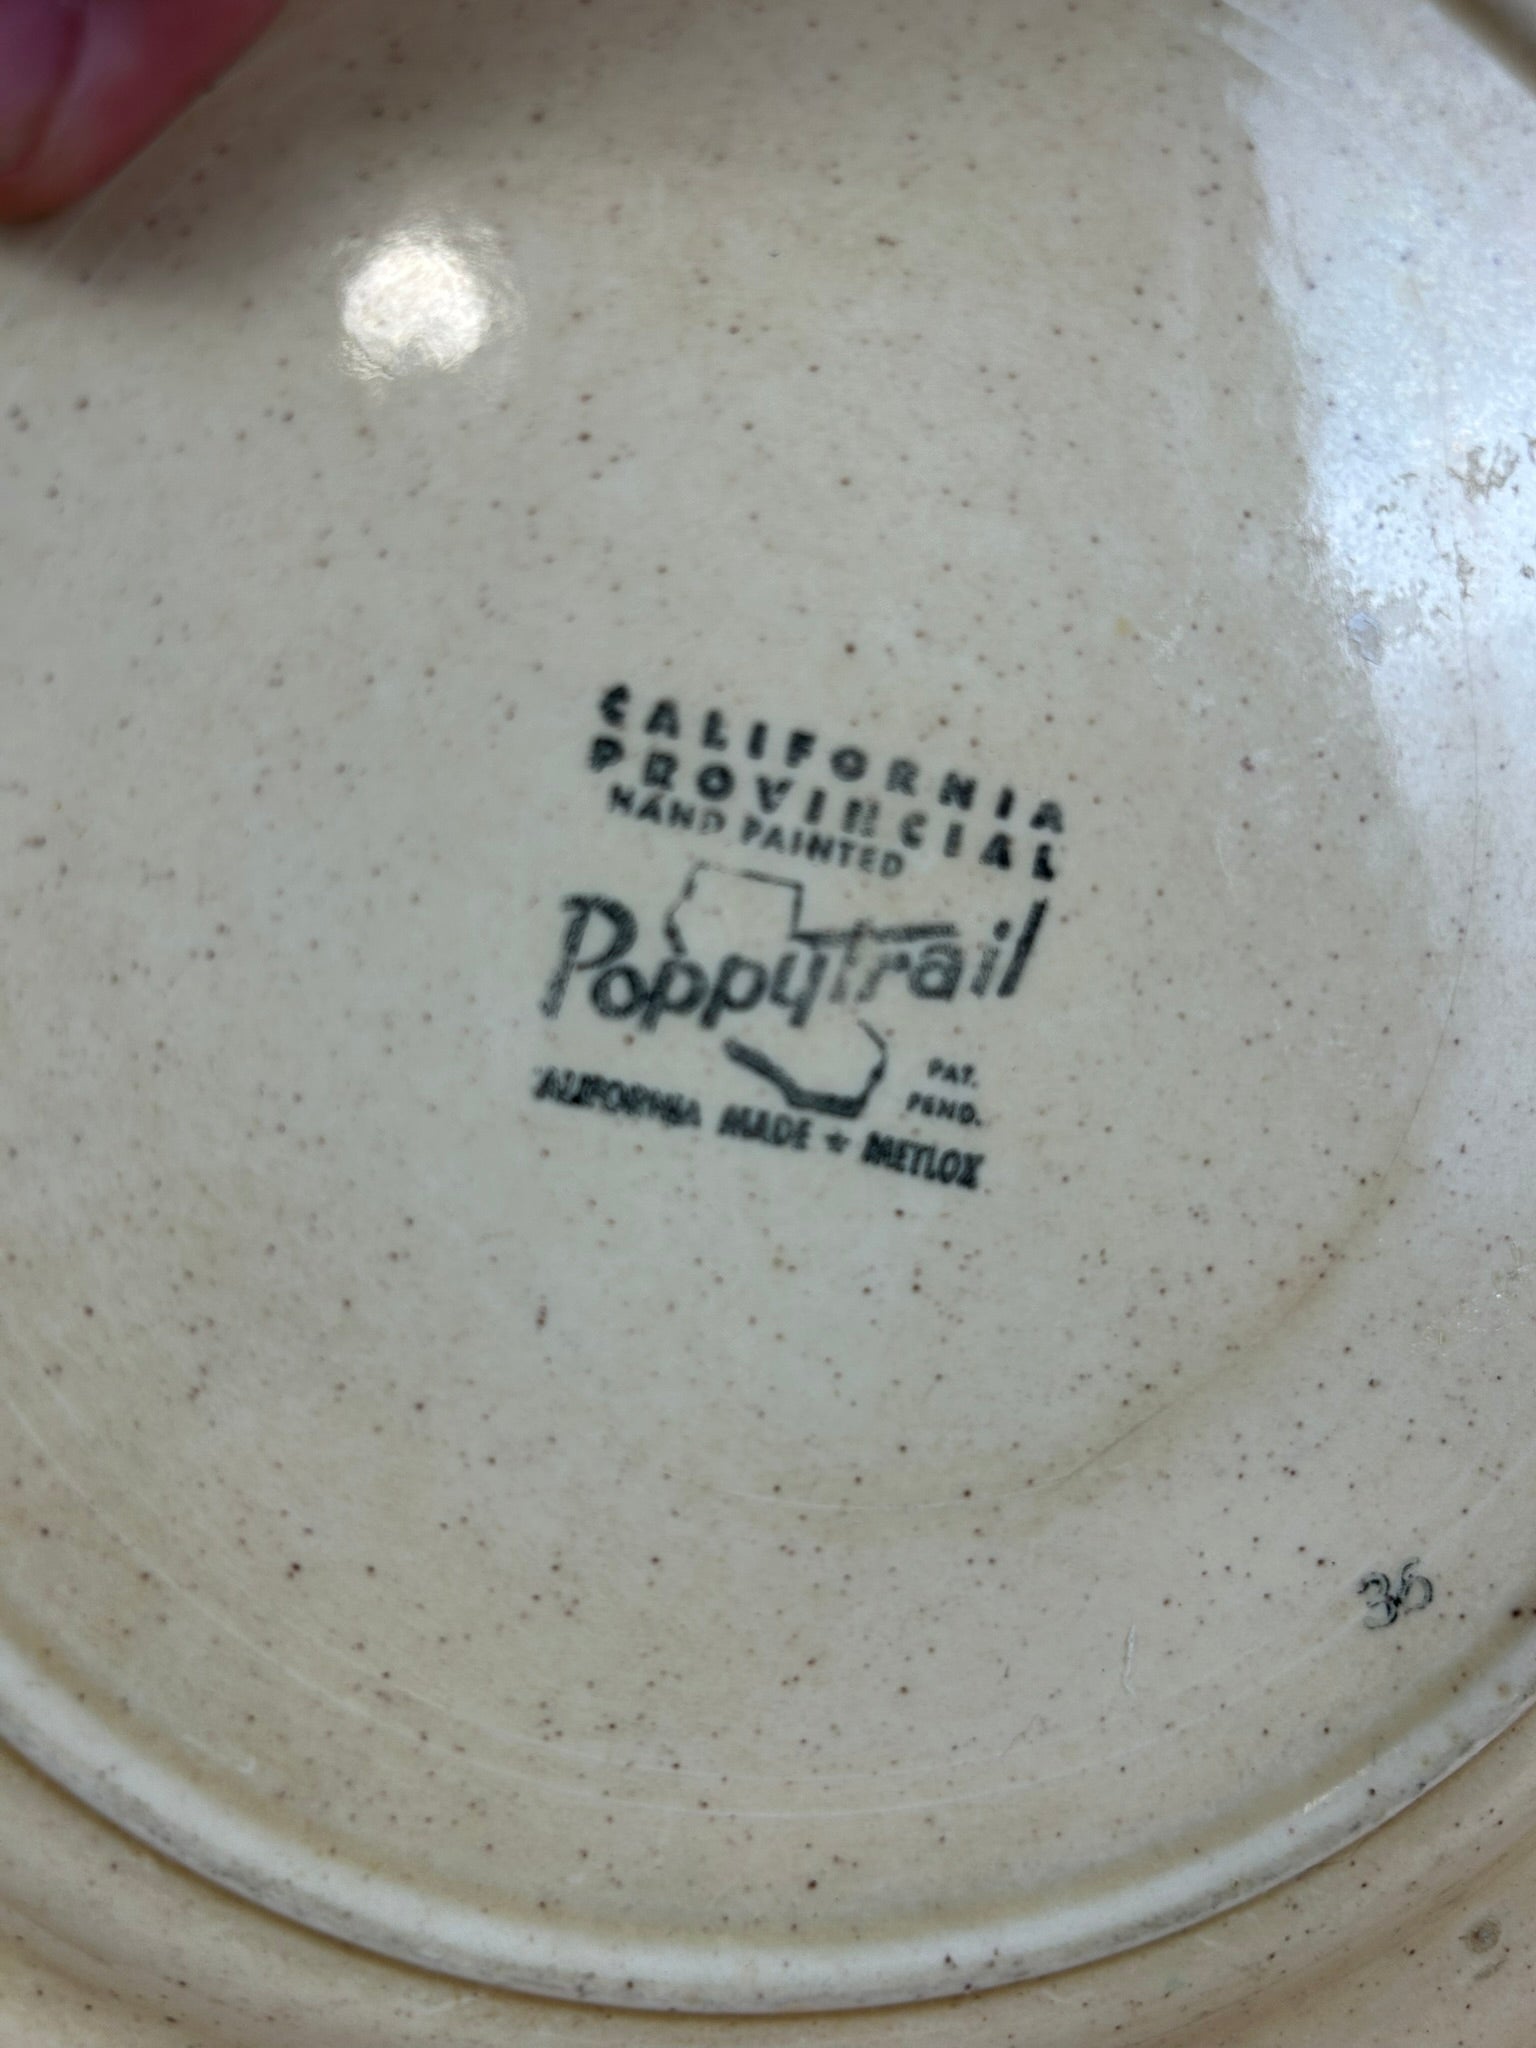 CALIFORNIA
PROVINCIAL
HAND PAINTED
Poppytrail
PAT.
PEND.
CALIFORNIA MADE ★ METLOX
36